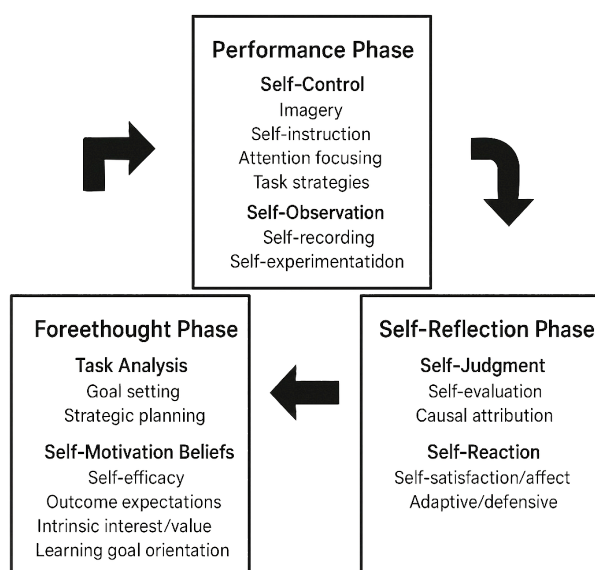 Performance Phase
Self-Control
Imagery
Self-instruction
Attention focusing
Task strategies
Self-Observation
Self-recording
Self-experimentatidon
Foreethought Phase
Task Analysis
Goal setting
Strategic planning
Self-Motivation Beliefs
Self-efficacy
Outcome expectations
Intrinsic interest/value
Learning goal orientation
Self-Reflection Phase
Self-Judgment
Self-evaluation
Causal attribution
Self-Reaction
Self-satisfaction/affect
Adaptive/defensive